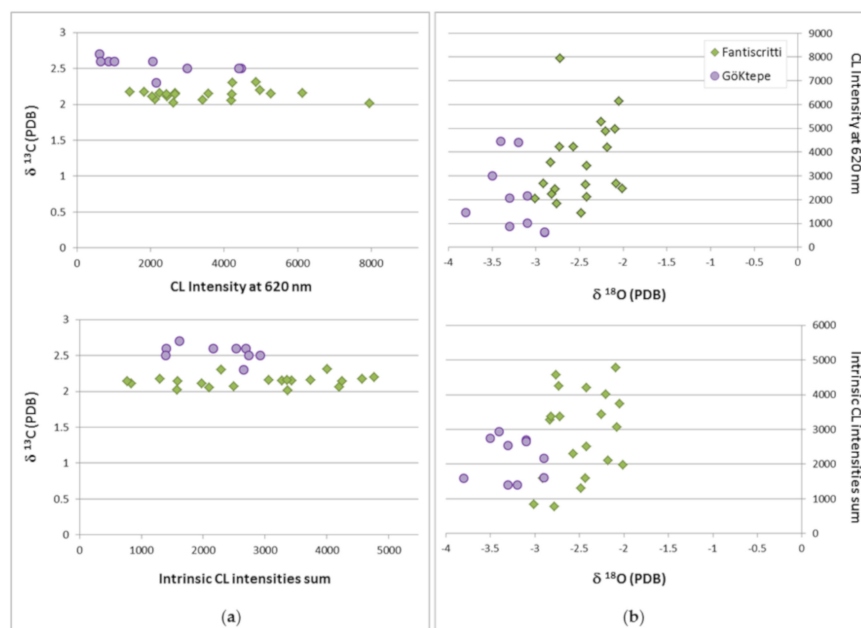 3
2.5
2
1.5
1
0.5
0
0 2000 4000 6000 8000
δ ¹³C (PDB)
CL Intensity at 620 nm
9000
8000
7000
6000
5000
4000
3000
2000
1000
0
-4 -3.5 -3 -2.5 -2 -1.5 -1 -0.5 0
CL Intensity at 620 nm
δ ¹⁸O (PDB)
Fantiscritti
GöKtepe
3
2.5
2
1.5
1
0.5
0
0 1000 2000 3000 4000 5000
δ ¹³C (PDB)
Intrinsic CL intensities sum
6000
5000
4000
3000
2000
1000
0
-4 -3.5 -3 -2.5 -2 -1.5 -1 -0.5 0
Intrinsic CL intensities sum
δ ¹⁸O (PDB)
(a)
(b)